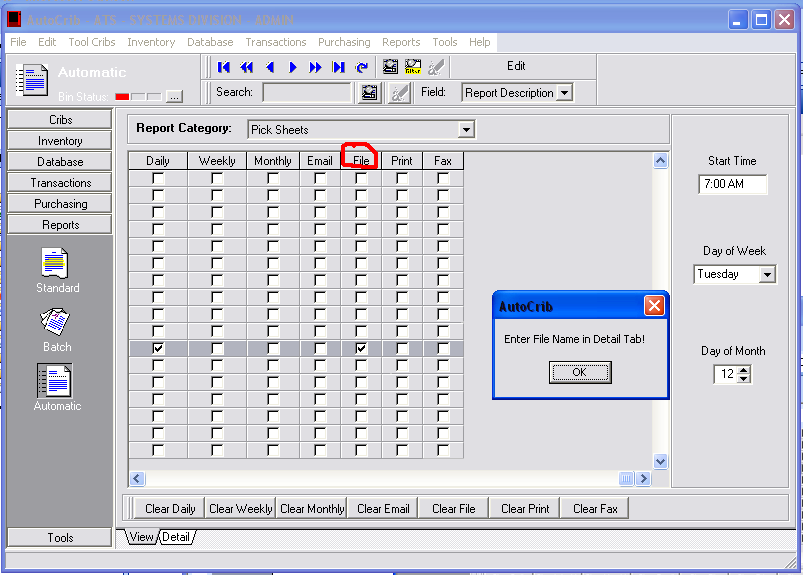 AutoCrib - ATS - SYSTEMS DIVISION - ADMIN
File Edit Tool Cribs Inventory Database Transactions Purchasing Reports Tools Help
Automatic
Edit
Bin Status: ...
Search: Field: Report Description
Cribs
Inventory
Database
Transactions
Purchasing
Reports
Standard
Batch
Automatic
Tools
Report Category: Pick Sheets
Daily Weekly Monthly Email File Print Fax
Start Time
7:00 AM
Day of Week
Tuesday
Day of Month
12
AutoCrib
Enter File Name in Detail Tab!
OK
Clear Daily Clear Weekly Clear Monthly Clear Email Clear File Clear Print Clear Fax
View Detail